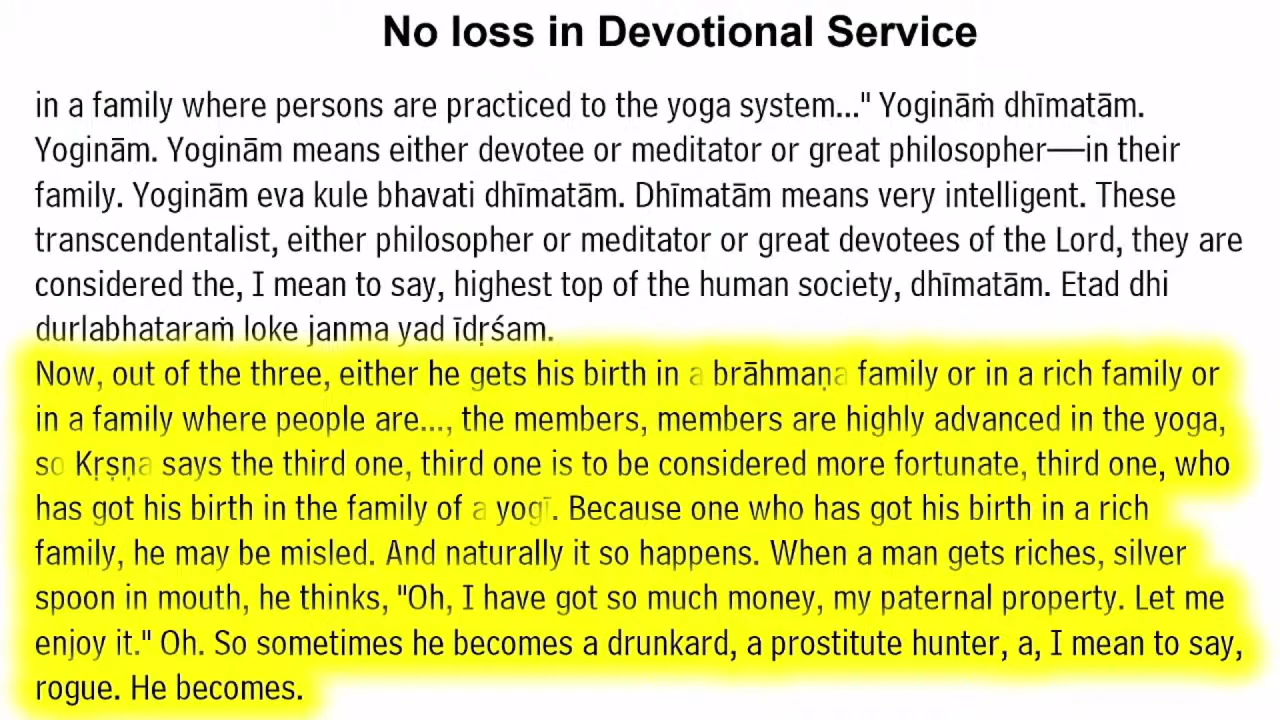 No loss in Devotional Service
in a family where persons are practiced to the yoga system..." Yogināṁ dhīmatām.
Yoginām. Yoginām means either devotee or meditator or great philosopher—in their
family. Yoginām eva kule bhavati dhīmatām. Dhīmatām means very intelligent. These
transcendentalist, either philosopher or meditator or great devotees of the Lord, they are
considered the, I mean to say, highest top of the human society, dhīmatām. Etad dhi
durlabhataraṁ loke janma yad īdṛśam.
Now, out of the three, either he gets his birth in a brāhmaṇa family or in a rich family or
in a family where people are..., the members, members are highly advanced in the yoga,
so Kṛṣṇa says the third one, third one is to be considered more fortunate, third one, who
has got his birth in the family of a yogī. Because one who has got his birth in a rich
family, he may be misled. And naturally it so happens. When a man gets riches, silver
spoon in mouth, he thinks, "Oh, I have got so much money, my paternal property. Let me
enjoy it." Oh. So sometimes he becomes a drunkard, a prostitute hunter, a, I mean to say,
rogue. He becomes.